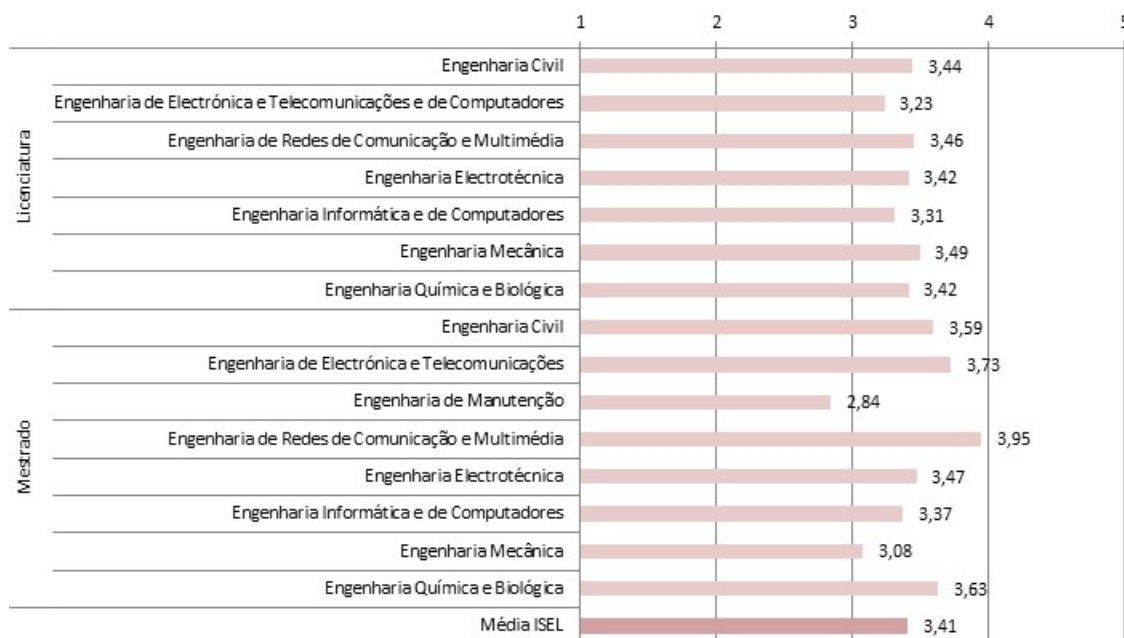 1 2 3 4 5
Licenciatura
Engenharia Civil 3,44
Engenharia de Electrónica e Telecomunicações e de Computadores 3,23
Engenharia de Redes de Comunicação e Multimédia 3,46
Engenharia Electrotécnica 3,42
Engenharia Informática e de Computadores 3,31
Engenharia Mecânica 3,49
Engenharia Química e Biológica 3,42
Mestrado
Engenharia Civil 3,59
Engenharia de Electrónica e Telecomunicações 3,73
Engenharia de Manutenção 2,84
Engenharia de Redes de Comunicação e Multimédia 3,95
Engenharia Electrotécnica 3,47
Engenharia Informática e de Computadores 3,37
Engenharia Mecânica 3,08
Engenharia Química e Biológica 3,63
Média ISEL 3,41